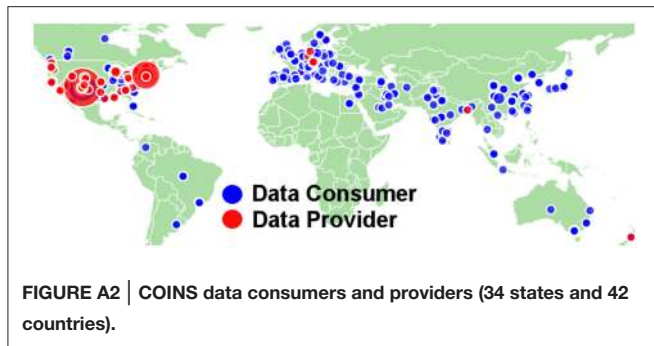 Data Consumer
Data Provider
FIGURE A2 | COINS data consumers and providers (34 states and 42
countries).